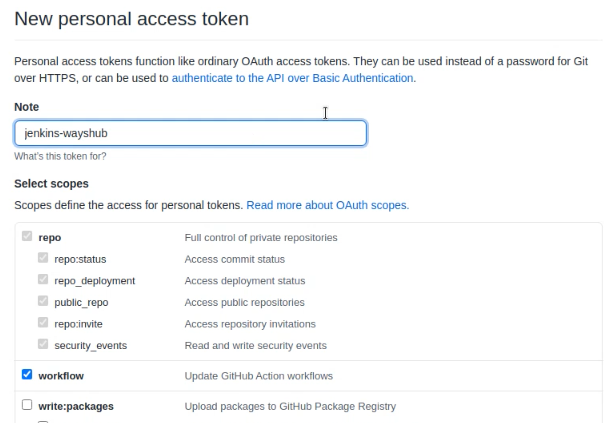 New personal access token
Personal access tokens function like ordinary OAuth access tokens. They can be used instead of a password for Git
over HTTPS, or can be used to authenticate to the API over Basic Authentication.
Note
jenkins-wayshub
What's this token for?
Select scopes
Scopes define the access for personal tokens. Read more about OAuth scopes.
repo Full control of private repositories
repo:status Access commit status
repo_deployment Access deployment status
public_repo Access public repositories
repo:invite Access repository invitations
security_events Read and write security events
workflow Update GitHub Action workflows
write:packages Upload packages to GitHub Package Registry